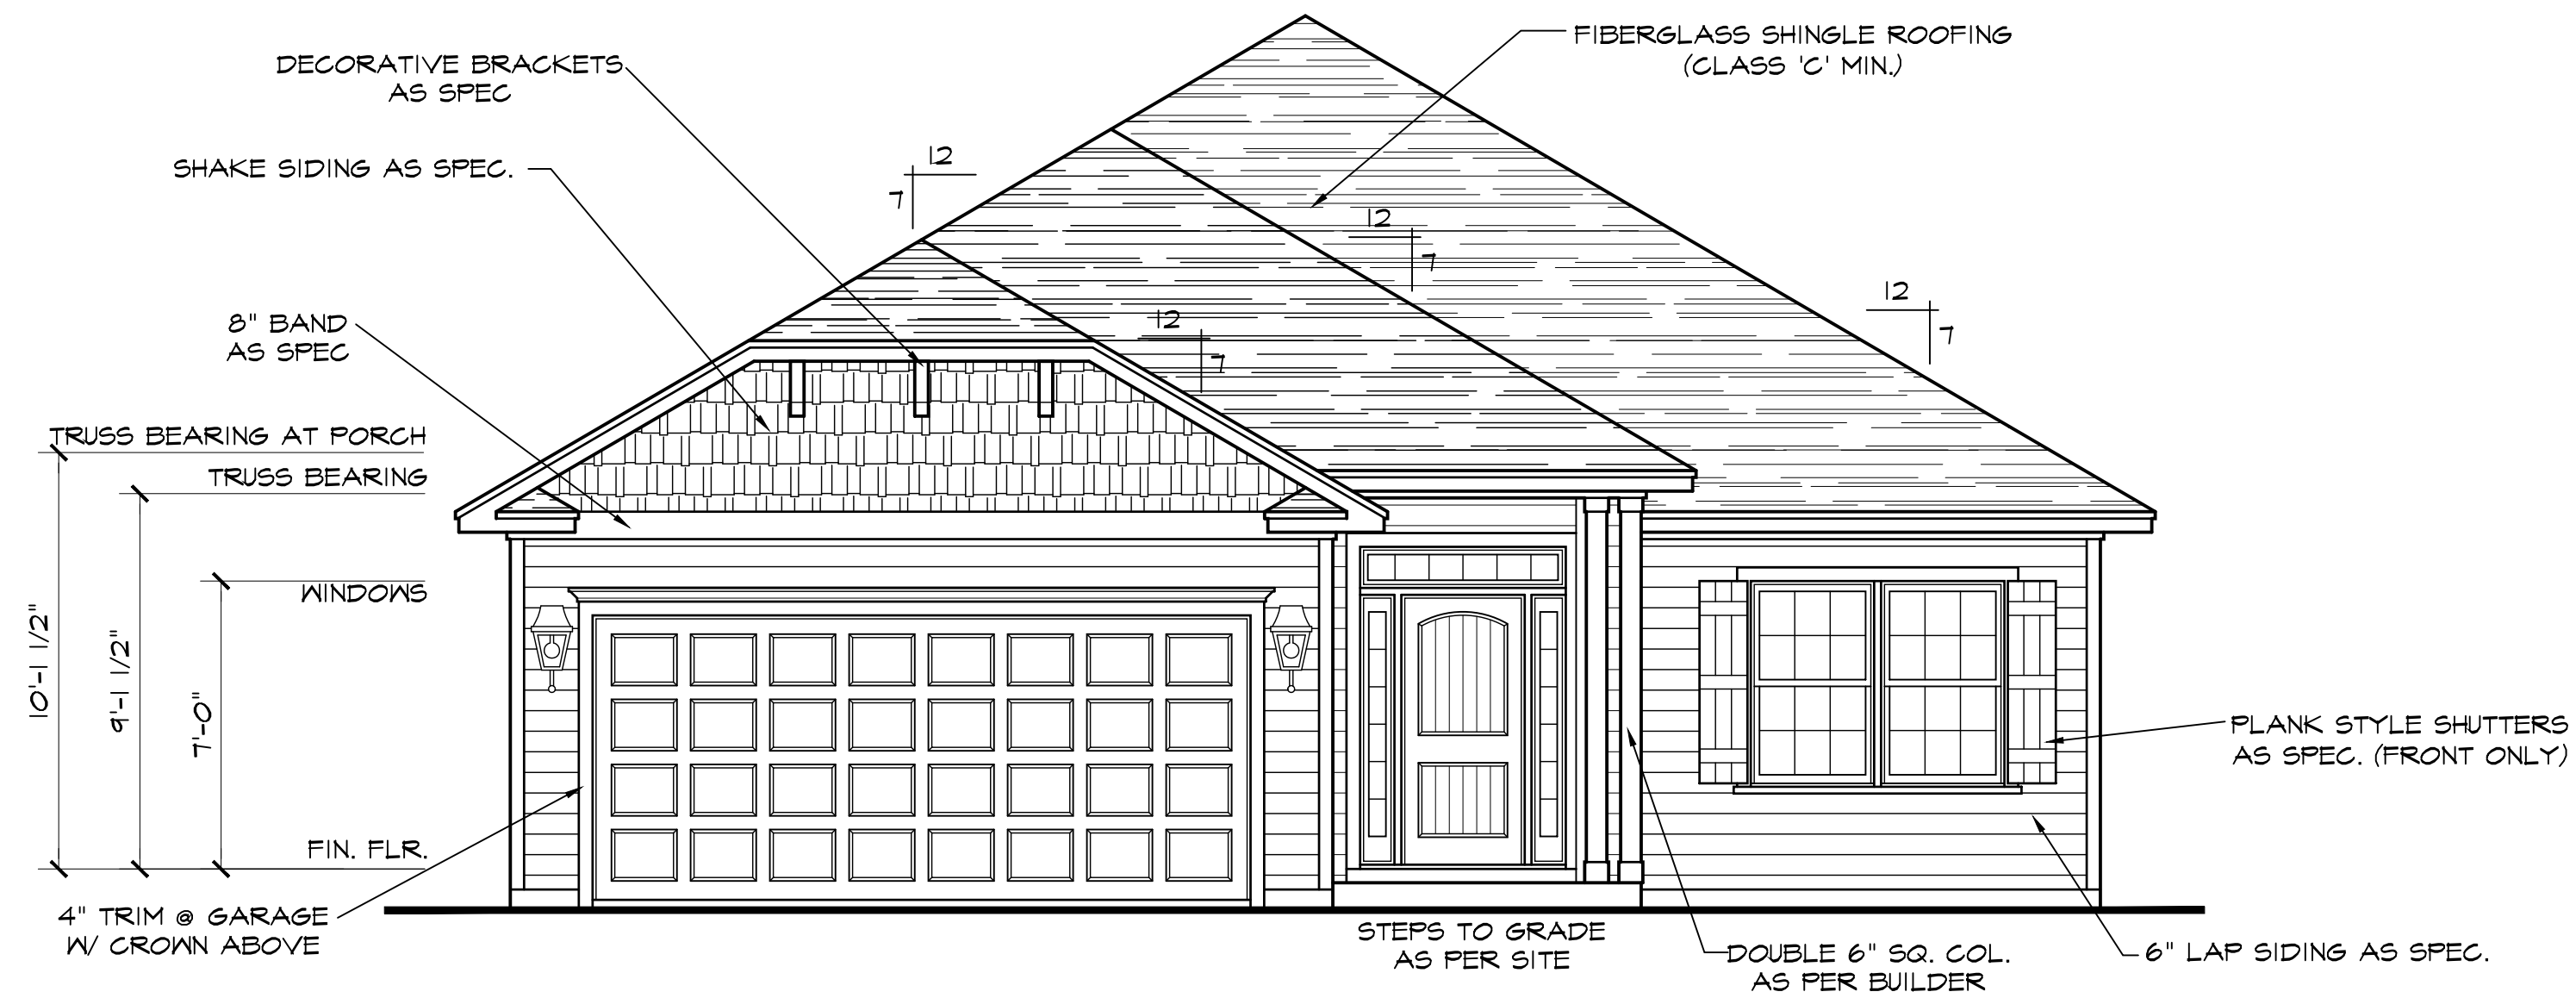 FIBERGLASS SHINGLE ROOFING
(CLASS 'C' MIN.)
DECORATIVE BRACKETS
AS SPEC
SHAKE SIDING AS SPEC.
12
7
12
7
12
7
12
7
8" BAND
AS SPEC
TRUSS BEARING AT PORCH
TRUSS BEARING
WINDOWS
10'-1 1/2"
9'-1 1/2"
7'-0"
PLANK STYLE SHUTTERS
AS SPEC. (FRONT ONLY)
FIN. FLR.
4" TRIM @ GARAGE
W/ CROWN ABOVE
STEPS TO GRADE
AS PER SITE
DOUBLE 6" SQ. COL.
AS PER BUILDER
6" LAP SIDING AS SPEC.